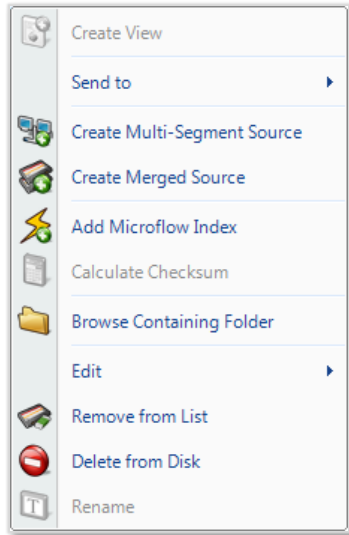 Create View
Send to
Create Multi-Segment Source
Create Merged Source
Add Microflow Index
Calculate Checksum
Browse Containing Folder
Edit
Remove from List
Delete from Disk
Rename